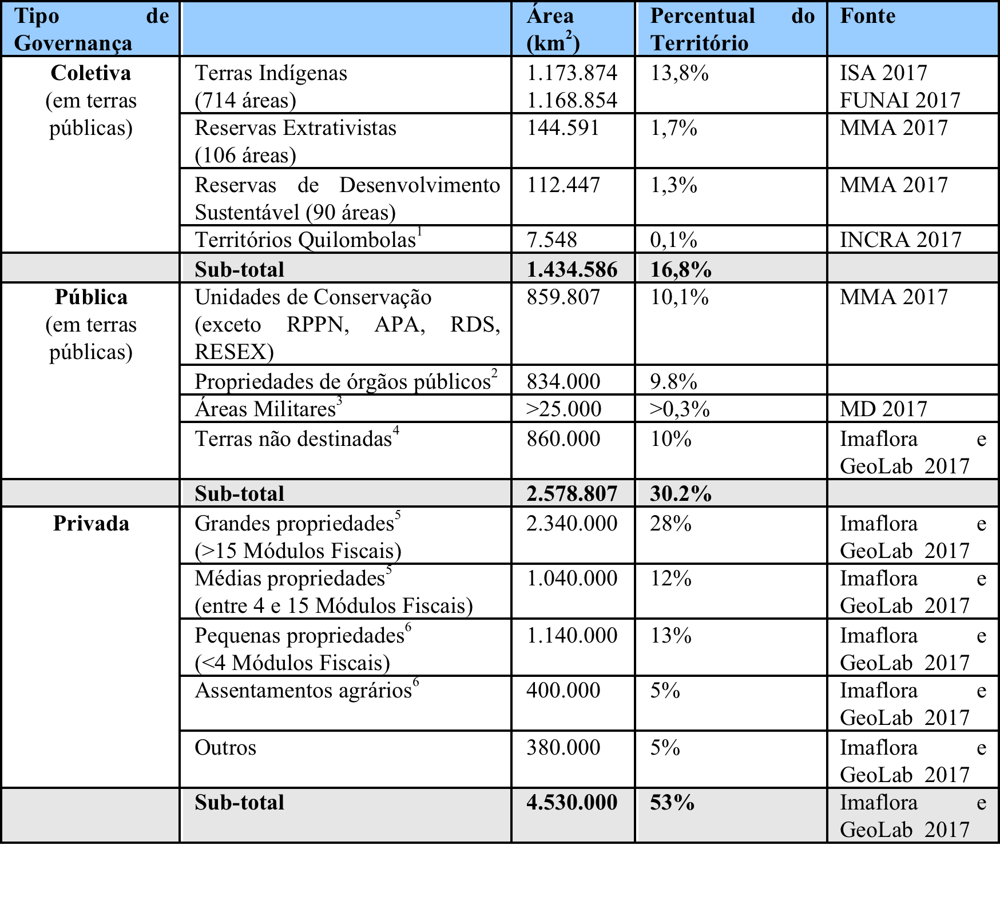 Tipo de Governança Área (km²) Percentual do Território Fonte
Coletiva (em terras públicas)
Terras Indígenas 1.173.874 13,8% ISA 2017
(714 áreas) 1.168.854 FUNAI 2017
Reservas Extrativistas 144.591 1,7% MMA 2017
(106 áreas)
Reservas de Desenvolvimento 112.447 1,3% MMA 2017
Sustentável (90 áreas)
Territórios Quilombolas¹ 7.548 0,1% INCRA 2017
Sub-total 1.434.586 16,8%
Pública (em terras públicas)
Unidades de Conservação 859.807 10,1% MMA 2017
(exceto RPPN, APA, RDS,
RESEX)
Propriedades de órgãos públicos² 834.000 9.8%
Áreas Militares³ >25.000 >0,3% MD 2017
Terras não destinadas⁴ 860.000 10% Imaflora e
GeoLab 2017
Sub-total 2.578.807 30.2%
Privada
Grandes propriedades⁵ 2.340.000 28% Imaflora e
(>15 Módulos Fiscais) GeoLab 2017
Médias propriedades⁵ 1.040.000 12% Imaflora e
(entre 4 e 15 Módulos Fiscais) GeoLab 2017
Pequenas propriedades⁶ 1.140.000 13% Imaflora e
(<4 Módulos Fiscais) GeoLab 2017
Assentamentos agrários⁶ 400.000 5% Imaflora e
GeoLab 2017
Outros 380.000 5% Imaflora e
GeoLab 2017
Sub-total 4.530.000 53% Imaflora e
GeoLab 2017